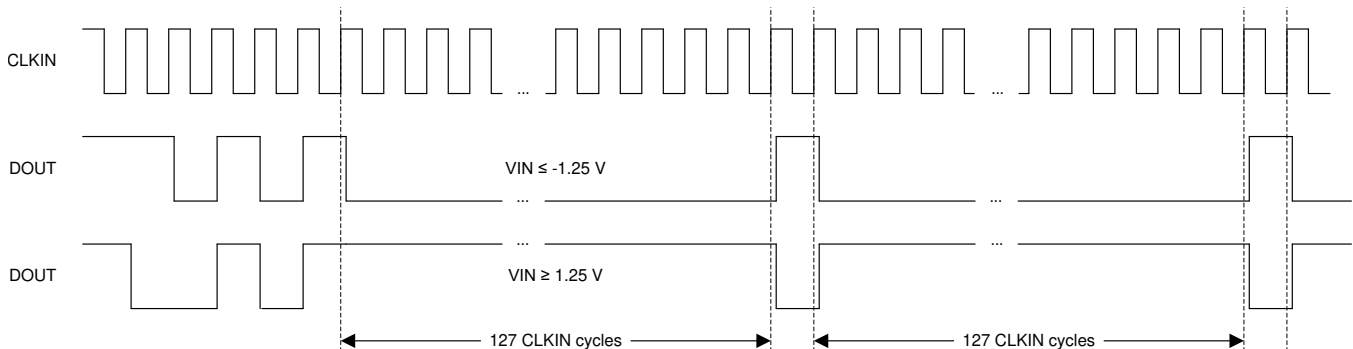 CLKIN
... ...
DOUT
VIN ≤ -1.25 V
... ...
DOUT
... ...
VIN ≥ 1.25 V
127 CLKIN cycles 127 CLKIN cycles